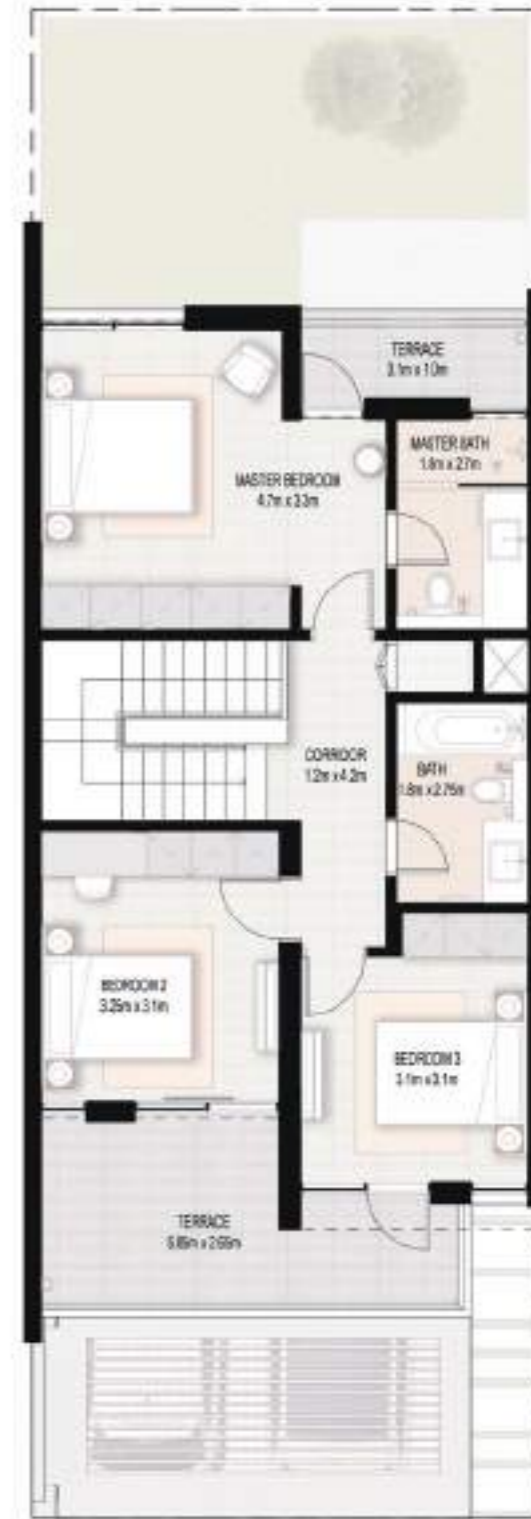 TERRACE
3.1m x 1.0m
MASTER BATH
1.8m x 2.7m
MASTER BEDROOM
4.7m x 3.3m
CORRIDOR
1.2m x 4.2m
BATH
1.8m x 2.75m
BEDROOM 2
3.25m x 3.1m
BEDROOM 3
3.1m x 3.1m
TERRACE